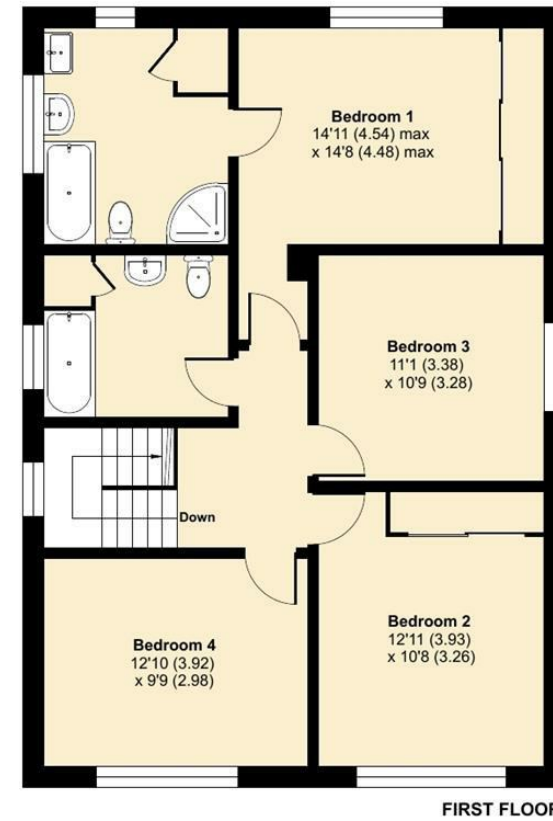 Bedroom 1
14'11 (4.54) max
x 14'8 (4.48) max
Bedroom 3
11'1 (3.38)
x 10'9 (3.28)
Down
Bedroom 2
12'11 (3.93)
x 10'8 (3.26)
Bedroom 4
12'10 (3.92)
x 9'9 (2.98)
FIRST FLOOR